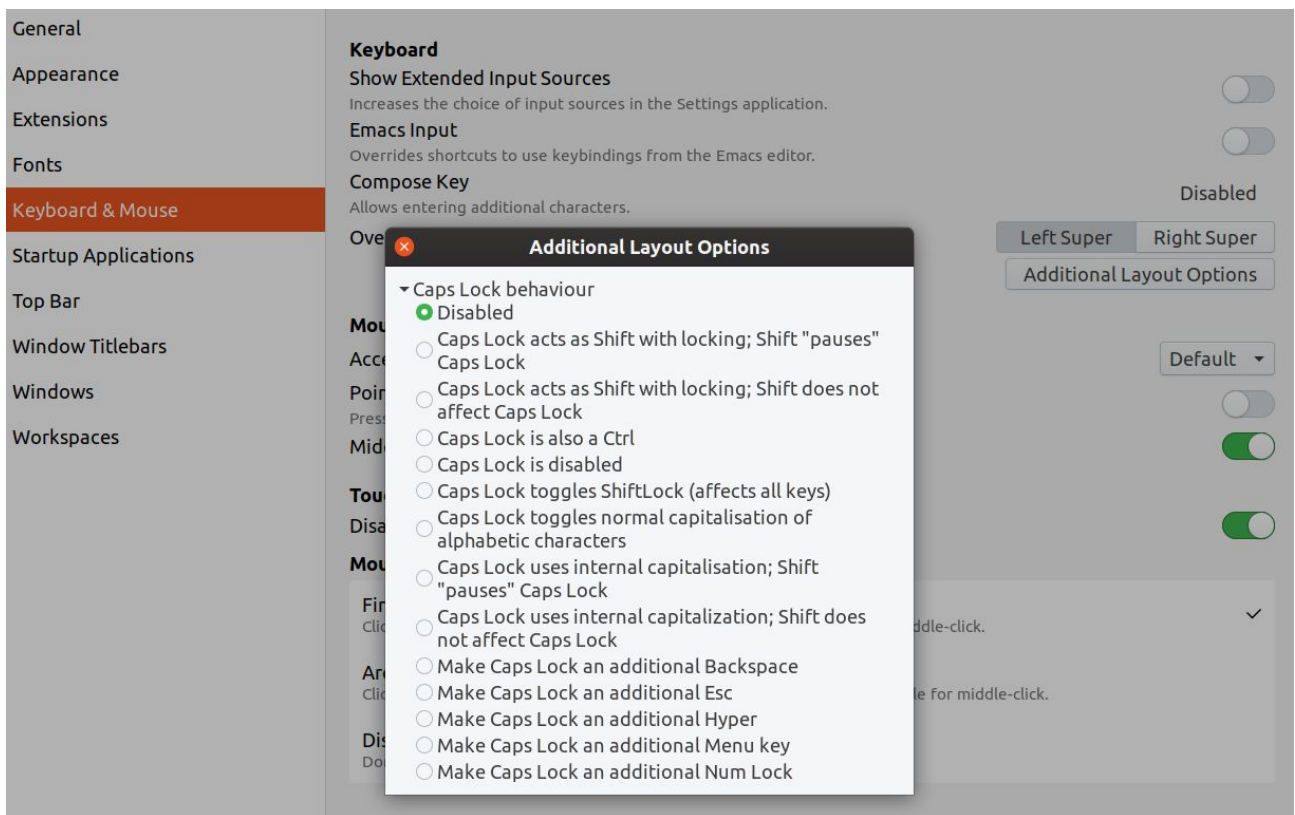 General
Appearance
Extensions
Fonts
Keyboard & Mouse
Startup Applications
Top Bar
Window Titlebars
Windows
Workspaces
Keyboard
Show Extended Input Sources
Increases the choice of input sources in the Settings application.
Emacs Input
Overrides shortcuts to use keybindings from the Emacs editor.
Compose Key
Disabled
Allows entering additional characters.
Ove
Left Super Right Super
Additional Layout Options
Mou
Acce
Default
Poin
Press
Mid
Tou
Disa
Mou
Fin
Clic
ddle-click.
Are
Clic
le for middle-click.
Dis
Don
Additional Layout Options
Caps Lock behaviour
Disabled
Caps Lock acts as Shift with locking; Shift "pauses"
Caps Lock
Caps Lock acts as Shift with locking; Shift does not
affect Caps Lock
Caps Lock is also a Ctrl
Caps Lock is disabled
Caps Lock toggles ShiftLock (affects all keys)
Caps Lock toggles normal capitalisation of
alphabetic characters
Caps Lock uses internal capitalisation; Shift
"pauses" Caps Lock
Caps Lock uses internal capitalization; Shift does
not affect Caps Lock
Make Caps Lock an additional Backspace
Make Caps Lock an additional Esc
Make Caps Lock an additional Hyper
Make Caps Lock an additional Menu key
Make Caps Lock an additional Num Lock